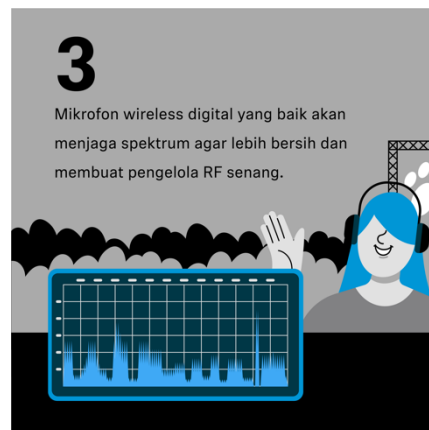 3
Mikrofon wireless digital yang baik akan
menjaga spektrum agar lebih bersih dan
membuat pengelola RF senang.